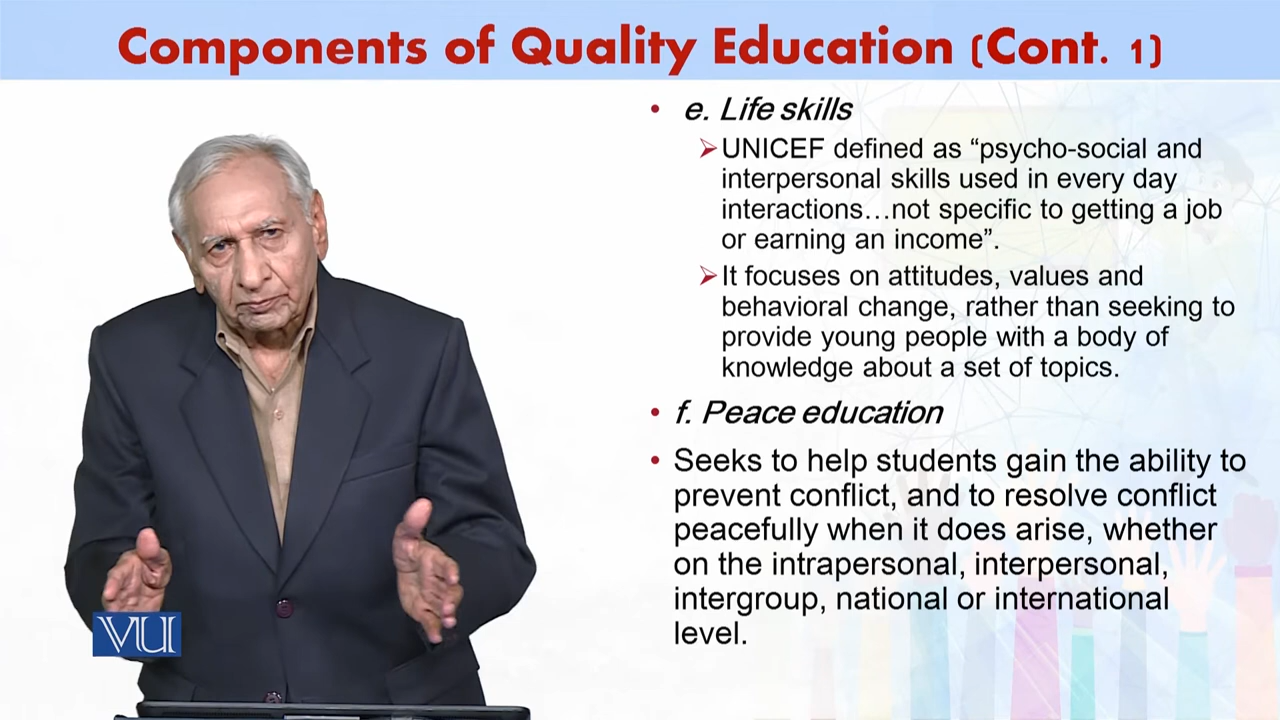 Components of Quality Education (Cont. 1)
• e. Life skills
➢UNICEF defined as “psycho-social and
interpersonal skills used in every day
interactions…not specific to getting a job
or earning an income”.
➢It focuses on attitudes, values and
behavioral change, rather than seeking to
provide young people with a body of
knowledge about a set of topics.
• f. Peace education
• Seeks to help students gain the ability to
prevent conflict, and to resolve conflict
peacefully when it does arise, whether
on the intrapersonal, interpersonal,
intergroup, national or international
level.
VU